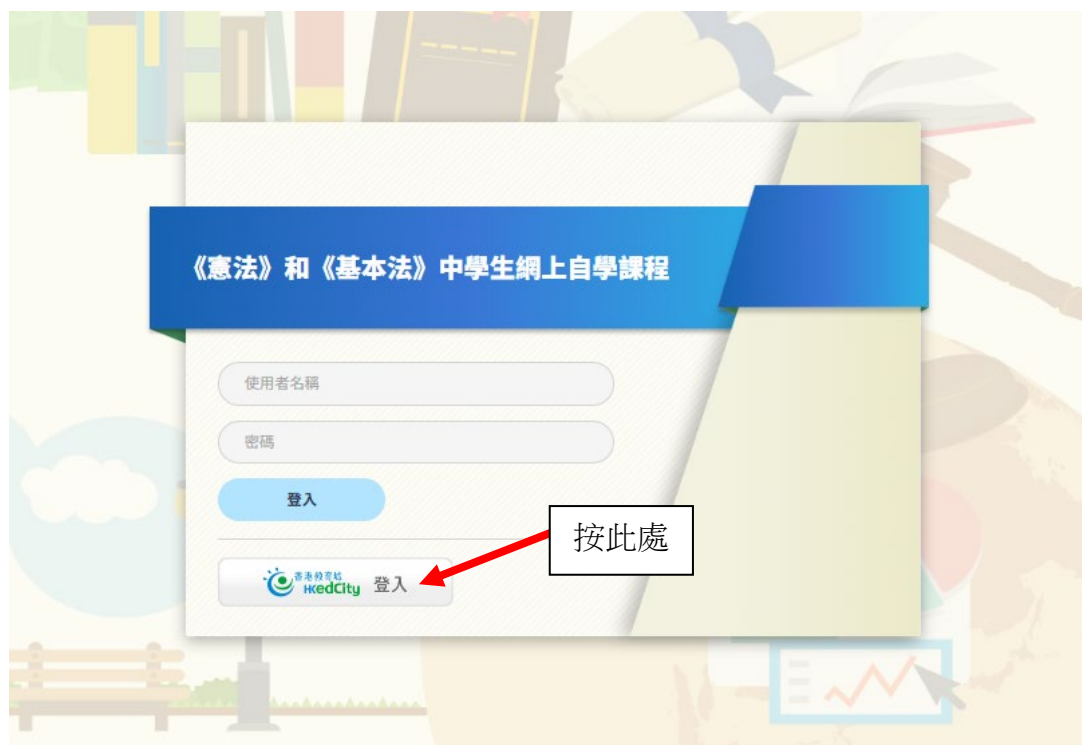 《憲法》和《基本法》中學生網上自學課程
使用者名稱
密碼
登入
按此處
香港教育城
HKedCity 登入